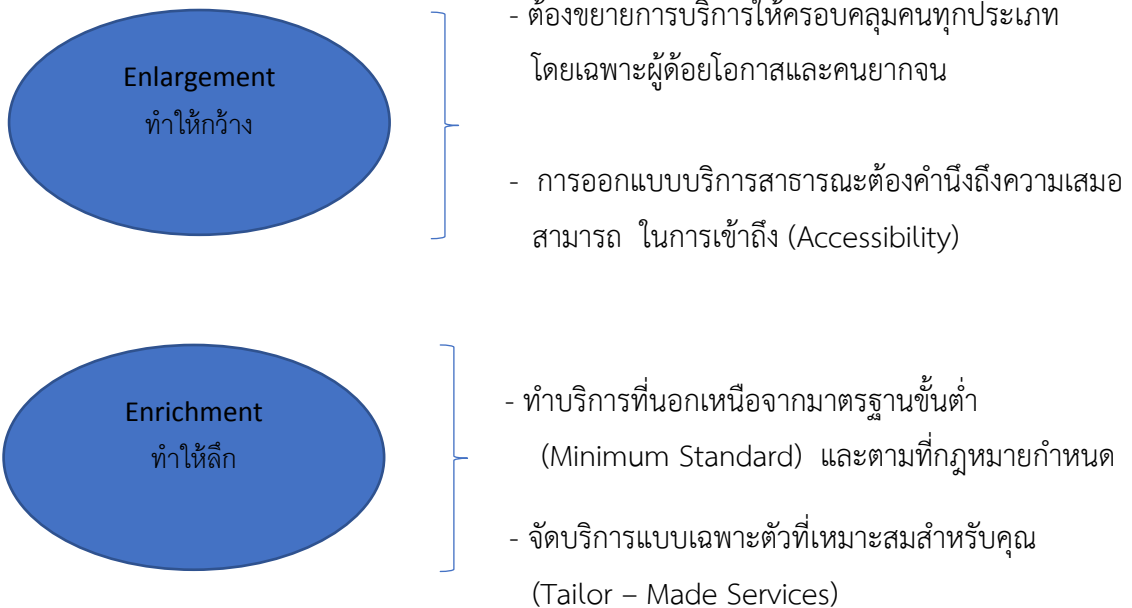 Enlargement
ทำให้กว้าง
- ต้องขยายการบริการให้ครอบคลุมคนทุกประเภท
โดยเฉพาะผู้ด้อยโอกาสและคนยากจน
- การออกแบบบริการสาธารณะต้องคำนึงถึงความเสมอ
สามารถ ในการเข้าถึง (Accessibility)
Enrichment
ทำให้ลึก
- ทำบริการที่นอกเหนือจากมาตรฐานขั้นต่ำ
(Minimum Standard) และตามที่กฎหมายกำหนด
- จัดบริการแบบเฉพาะตัวที่เหมาะสมสำหรับคุณ
(Tailor – Made Services)